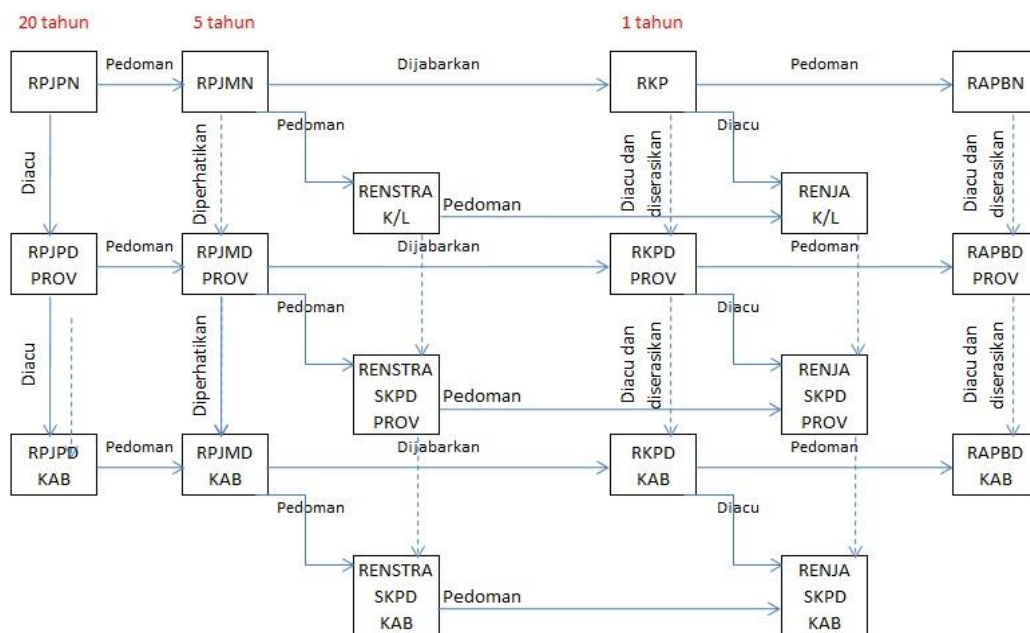 20 tahun
5 tahun
1 tahun
RPJPN
Pedoman
RPJMN
Dijabarkan
RKP
Pedoman
RAPBN
Diacu
Diperhatikan
Pedoman
Diacu dan
diserasikan
Diacu
Diacu dan
diserasikan
RENSTRA
K/L
Pedoman
RENJA
K/L
RPJPD
PROV
Pedoman
RPJMD
PROV
Dijabarkan
RKPD
PROV
Pedoman
RAPBD
PROV
Diacu
Diperhatikan
Pedoman
Diacu dan
diserasikan
Diacu
Diacu dan
diserasikan
RENSTRA
SKPD
PROV
Pedoman
RENJA
SKPD
PROV
RPJPD
KAB
Pedoman
RPJMD
KAB
Dijabarkan
RKPD
KAB
Pedoman
RAPBD
KAB
Pedoman
Diacu
RENSTRA
SKPD
KAB
Pedoman
RENJA
SKPD
KAB